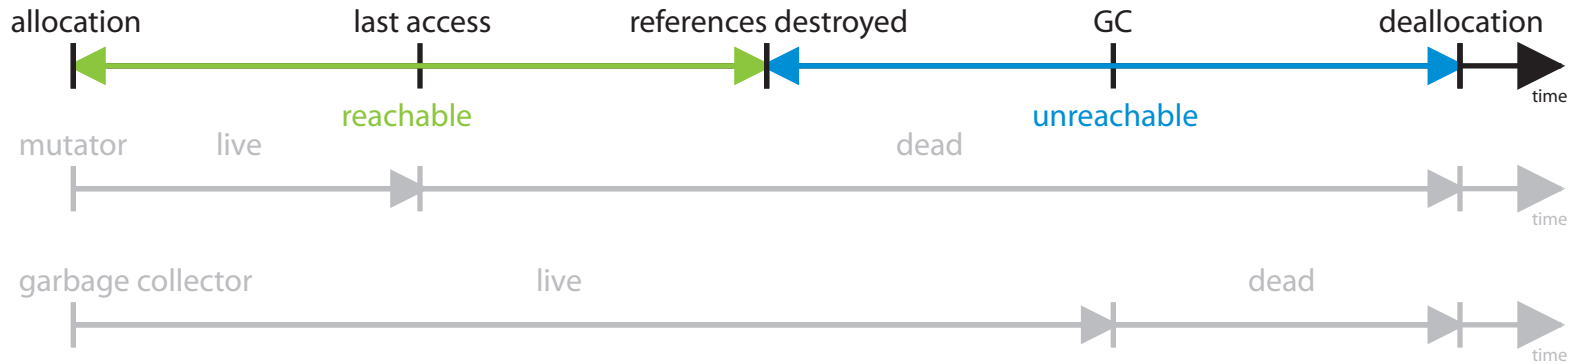 allocation last access references destroyed GC deallocation
time
reachable unreachable
mutator live dead
time
garbage collector live dead
time